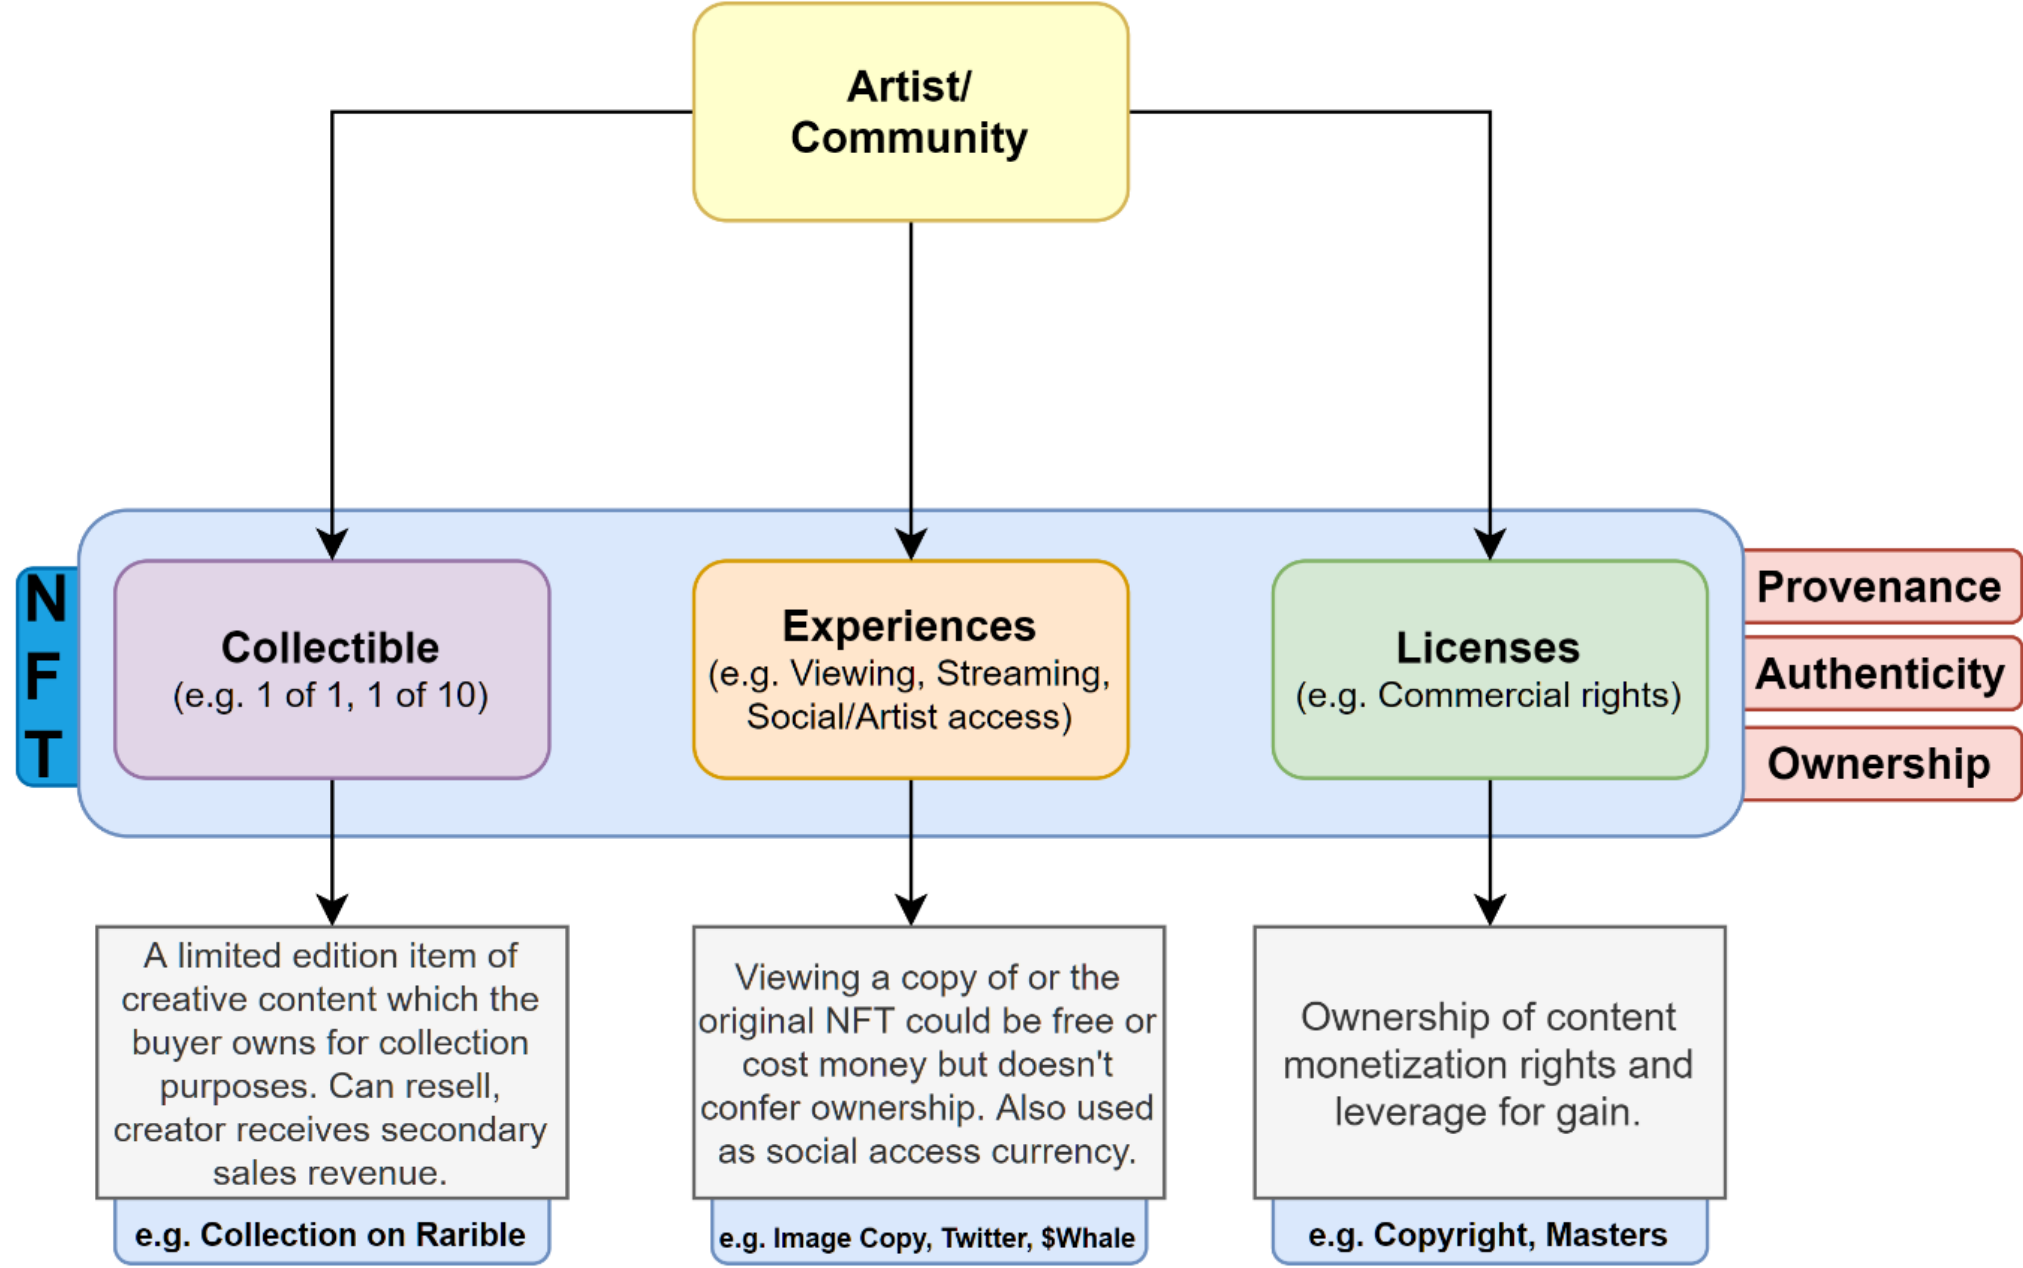 Artist/
Community
N
F
T
Collectible
(e.g. 1 of 1, 1 of 10)
Experiences
(e.g. Viewing, Streaming,
Social/Artist access)
Licenses
(e.g. Commercial rights)
Provenance
Authenticity
Ownership
A limited edition item of
creative content which the
buyer owns for collection
purposes. Can resell,
creator receives secondary
sales revenue.
e.g. Collection on Rarible
Viewing a copy of or the
original NFT could be free or
cost money but doesn't
confer ownership. Also used
as social access currency.
e.g. Image Copy, Twitter, $Whale
Ownership of content
monetization rights and
leverage for gain.
e.g. Copyright, Masters